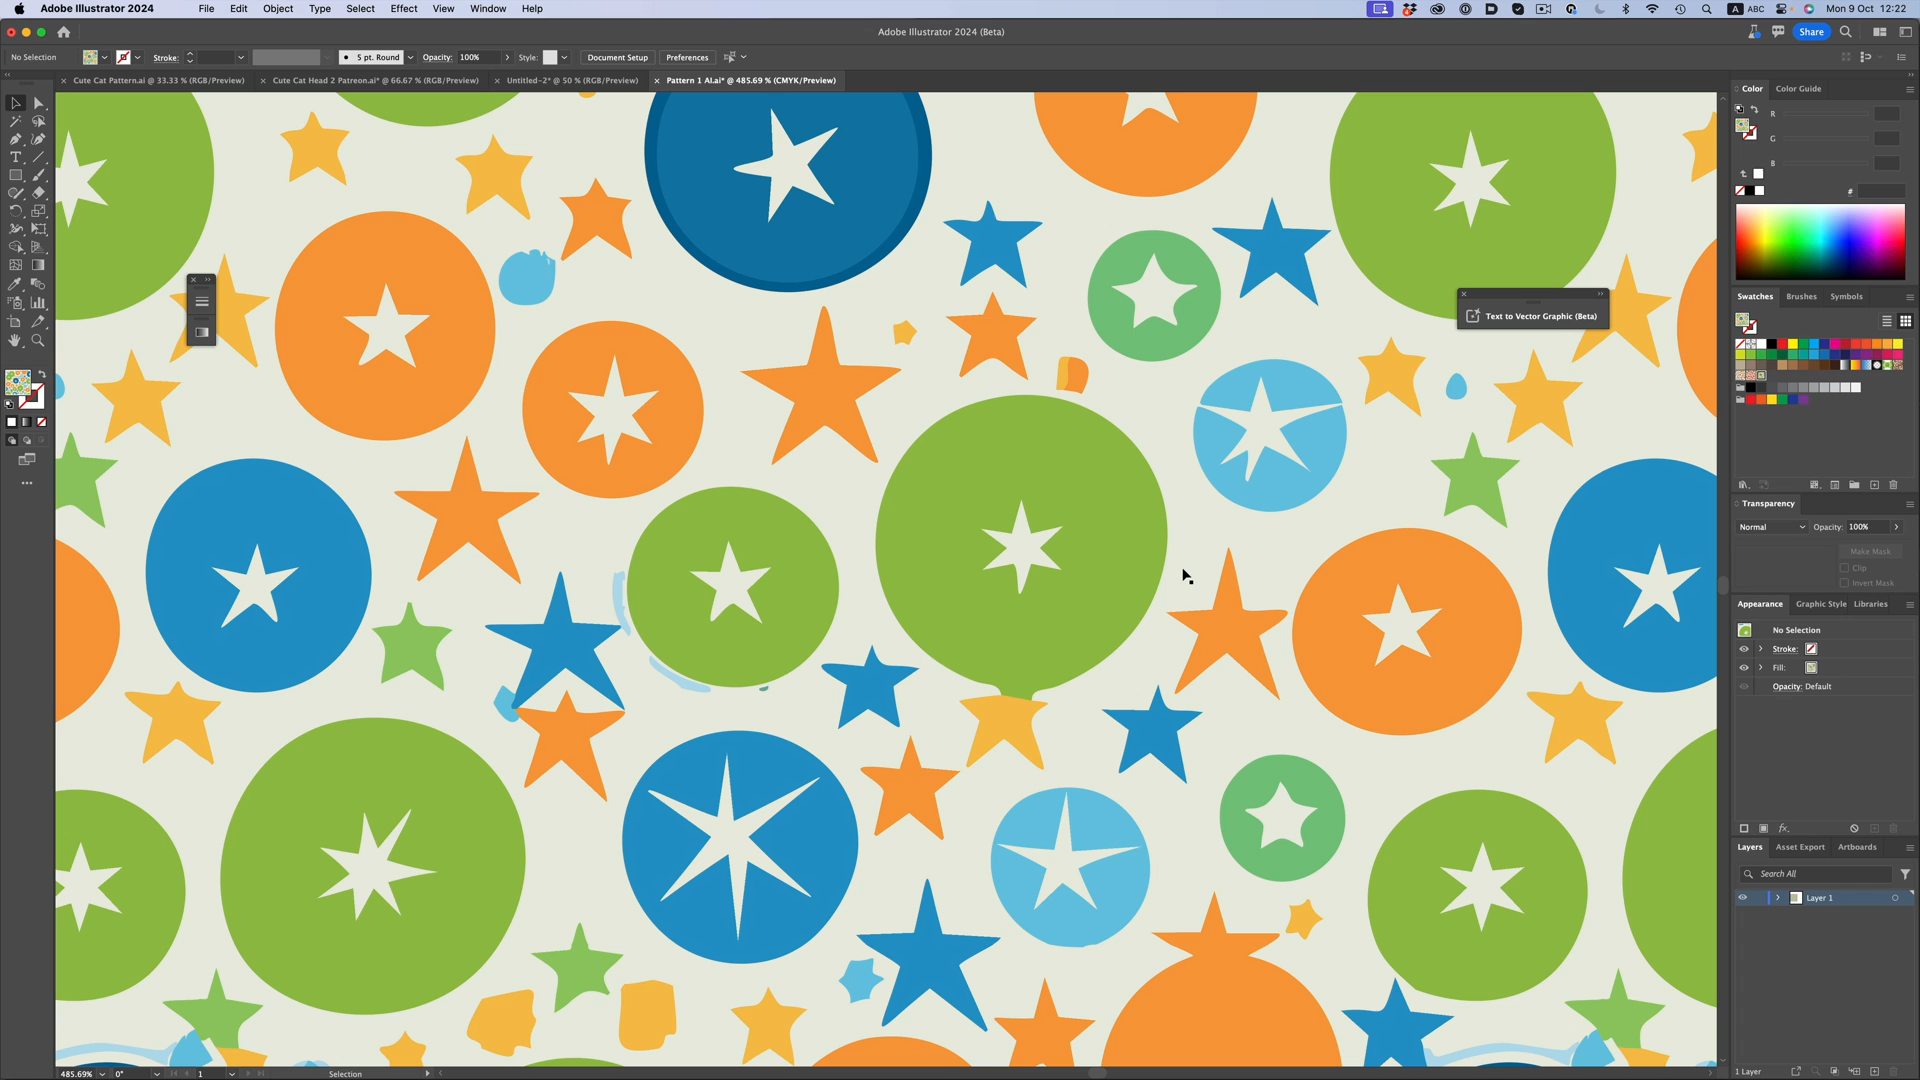 Adobe Illustrator 2024 File Edit Object Type Select Effect View Window Help
A ABC Mon 9 Oct 12:22
Adobe Illustrator 2024 (Beta)
Share
No Selection Stroke: 5 pt. Round Opacity: 100% Style: Document Setup Preferences
Cute Cat Pattern.ai @ 33.33 % (RGB/Preview) Cute Cat Head 2 Patreon.ai* @ 66.67 % (RGB/Preview) Untitled-2* @ 50 % (RGB/Preview) Pattern 1 AI.ai* @ 485.69 % (CMYK/Preview)
Color Color Guide
R
G
B
#
Swatches Brushes Symbols
Text to Vector Graphic (Beta)
Transparency
Normal Opacity: 100%
Make Mask
Clip
Invert Mask
Appearance Graphic Style Libraries
No Selection
Stroke:
Fill:
Opacity: Default
fx.
Layers Asset Export Artboards
Search All
Layer 1
1 Layer
485.69% 0° 1 Selection